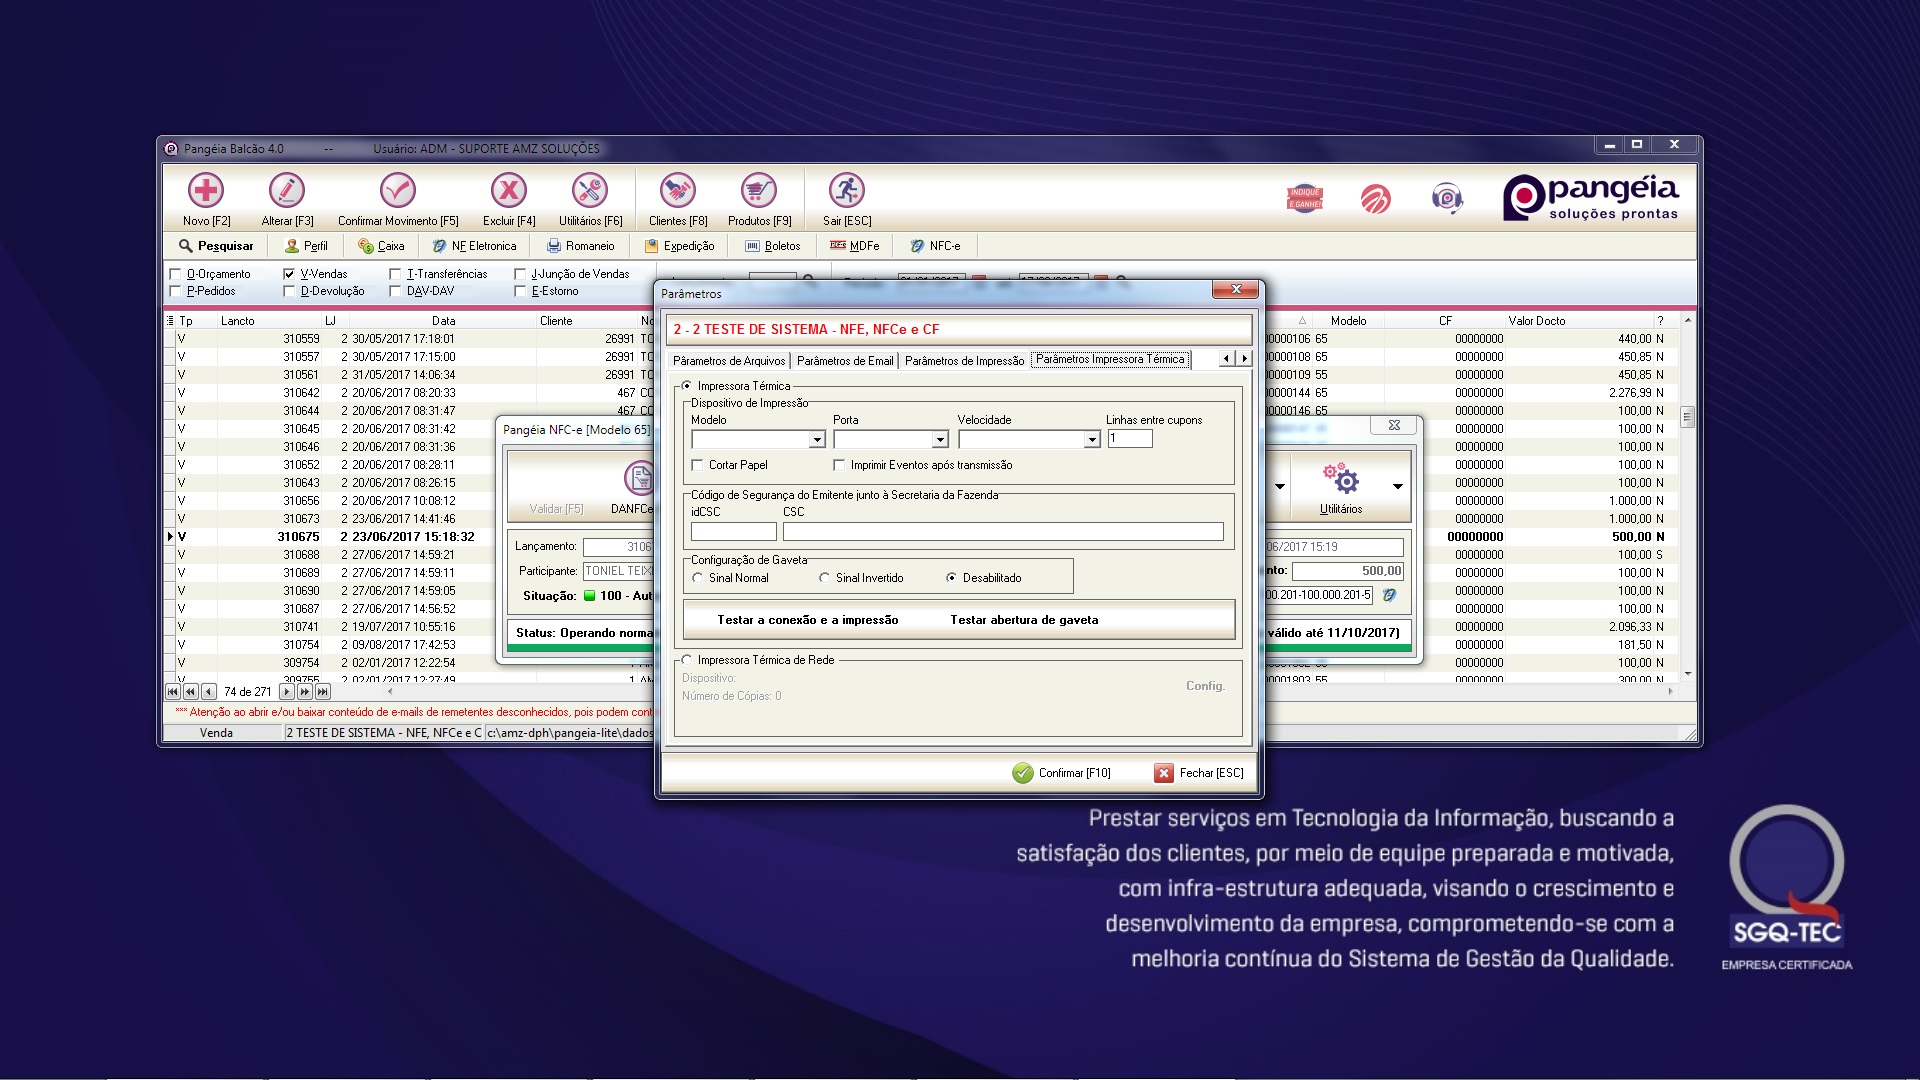 Pangéia Balcão 4.0 -- Usuário: ADM - SUPORTE AMZ SOLUÇÕES
Novo [F2] Alterar [F3] Confirmar Movimento [F5] Excluir [F4] Utilitários [F6] Clientes [F8] Produtos [F9] Sair [ESC]
INDIQUE E GANHE!
pangéia
soluções prontas
Pesquisar Perfil Caixa NF Eletronica Romaneio Expedição Boletos MDFe NFC-e
O-Orçamento V-Vendas T-Transferências J-Junção de Vendas
P-Pedidos D-Devolução DAV-DAV E-Estorno
Tp Lancto LJ Data Cliente Modelo CF Valor Docto ?
V 310559 2 30/05/2017 17:18:01 26991 65 00000000 440,00 N
V 310557 2 30/05/2017 17:15:00 26991 65 00000000 450,85 N
V 310561 2 31/05/2017 14:06:34 26991 55 00000000 450,85 N
V 310642 2 20/06/2017 08:20:33 467 65 00000000 2.276,99 N
V 310644 2 20/06/2017 08:31:47 467 65 00000000 100,00 N
V 310645 2 20/06/2017 08:31:42 00000000 100,00 N
V 310646 2 20/06/2017 08:31:36 00000000 100,00 N
V 310652 2 20/06/2017 08:28:11 00000000 100,00 N
V 310643 2 20/06/2017 08:26:15 00000000 100,00 N
V 310656 2 20/06/2017 10:08:12 00000000 1.000,00 N
V 310673 2 23/06/2017 14:41:46 00000000 1.000,00 N
V 310675 2 23/06/2017 15:18:32 00000000 500,00 N
V 310688 2 27/06/2017 14:59:21 00000000 100,00 S
V 310689 2 27/06/2017 14:59:11 00000000 100,00 N
V 310690 2 27/06/2017 14:59:05 00000000 100,00 N
V 310687 2 27/06/2017 14:56:52 00000000 100,00 N
V 310741 2 19/07/2017 10:55:16 00000000 2.096,33 N
V 310754 2 09/08/2017 17:42:53 00000000 181,50 N
V 309754 2 02/01/2017 12:22:54 00000000 100,00 N
V 309755 2 02/01/2017 12:27:49 55 00000000 300,00 N
74 de 271
*** Atenção ao abrir e/ou baixar conteúdo de e-mails de remetentes desconhecidos, pois podem cont
Venda 2 TESTE DE SISTEMA - NFE, NFCe e C c:\amz-dph\pangeia-lite\dados
Pangéia NFC-e [Modelo 65]
Validar [F5] DANFCe Utilitários
Lançamento: 3106 06/2017 15:19
Participante: TONIEL TEIX nto: 500,00
Situação: 100 - Aut 00.201-100.000.201-5
Status: Operando norma válido até 11/10/2017)
Parâmetros
2 - 2 TESTE DE SISTEMA - NFE, NFCe e CF
Párametros de Arquivos Parâmetros de Email Parâmetros de Impressão Parâmetros Impressora Térmica
Impressora Térmica
Dispositivo de Impressão
Modelo Porta Velocidade Linhas entre cupons
1
Cortar Papel Imprimir Eventos após transmissão
Código de Segurança do Emitente junto à Secretaria da Fazenda
idCSC CSC
Configuração de Gaveta
Sinal Normal Sinal Invertido Desabilitado
Testar a conexão e a impressão Testar abertura de gaveta
Impressora Térmica de Rede
Dispositivo:
Número de Cópias: 0
Config.
Confirmar [F10] Fechar [ESC]
Prestar serviços em Tecnologia da Informação, buscando a
satisfação dos clientes, por meio de equipe preparada e motivada,
com infra-estrutura adequada, visando o crescimento e
desenvolvimento da empresa, comprometendo-se com a
melhoria contínua do Sistema de Gestão da Qualidade.
SGQ-TEC
EMPRESA CERTIFICADA